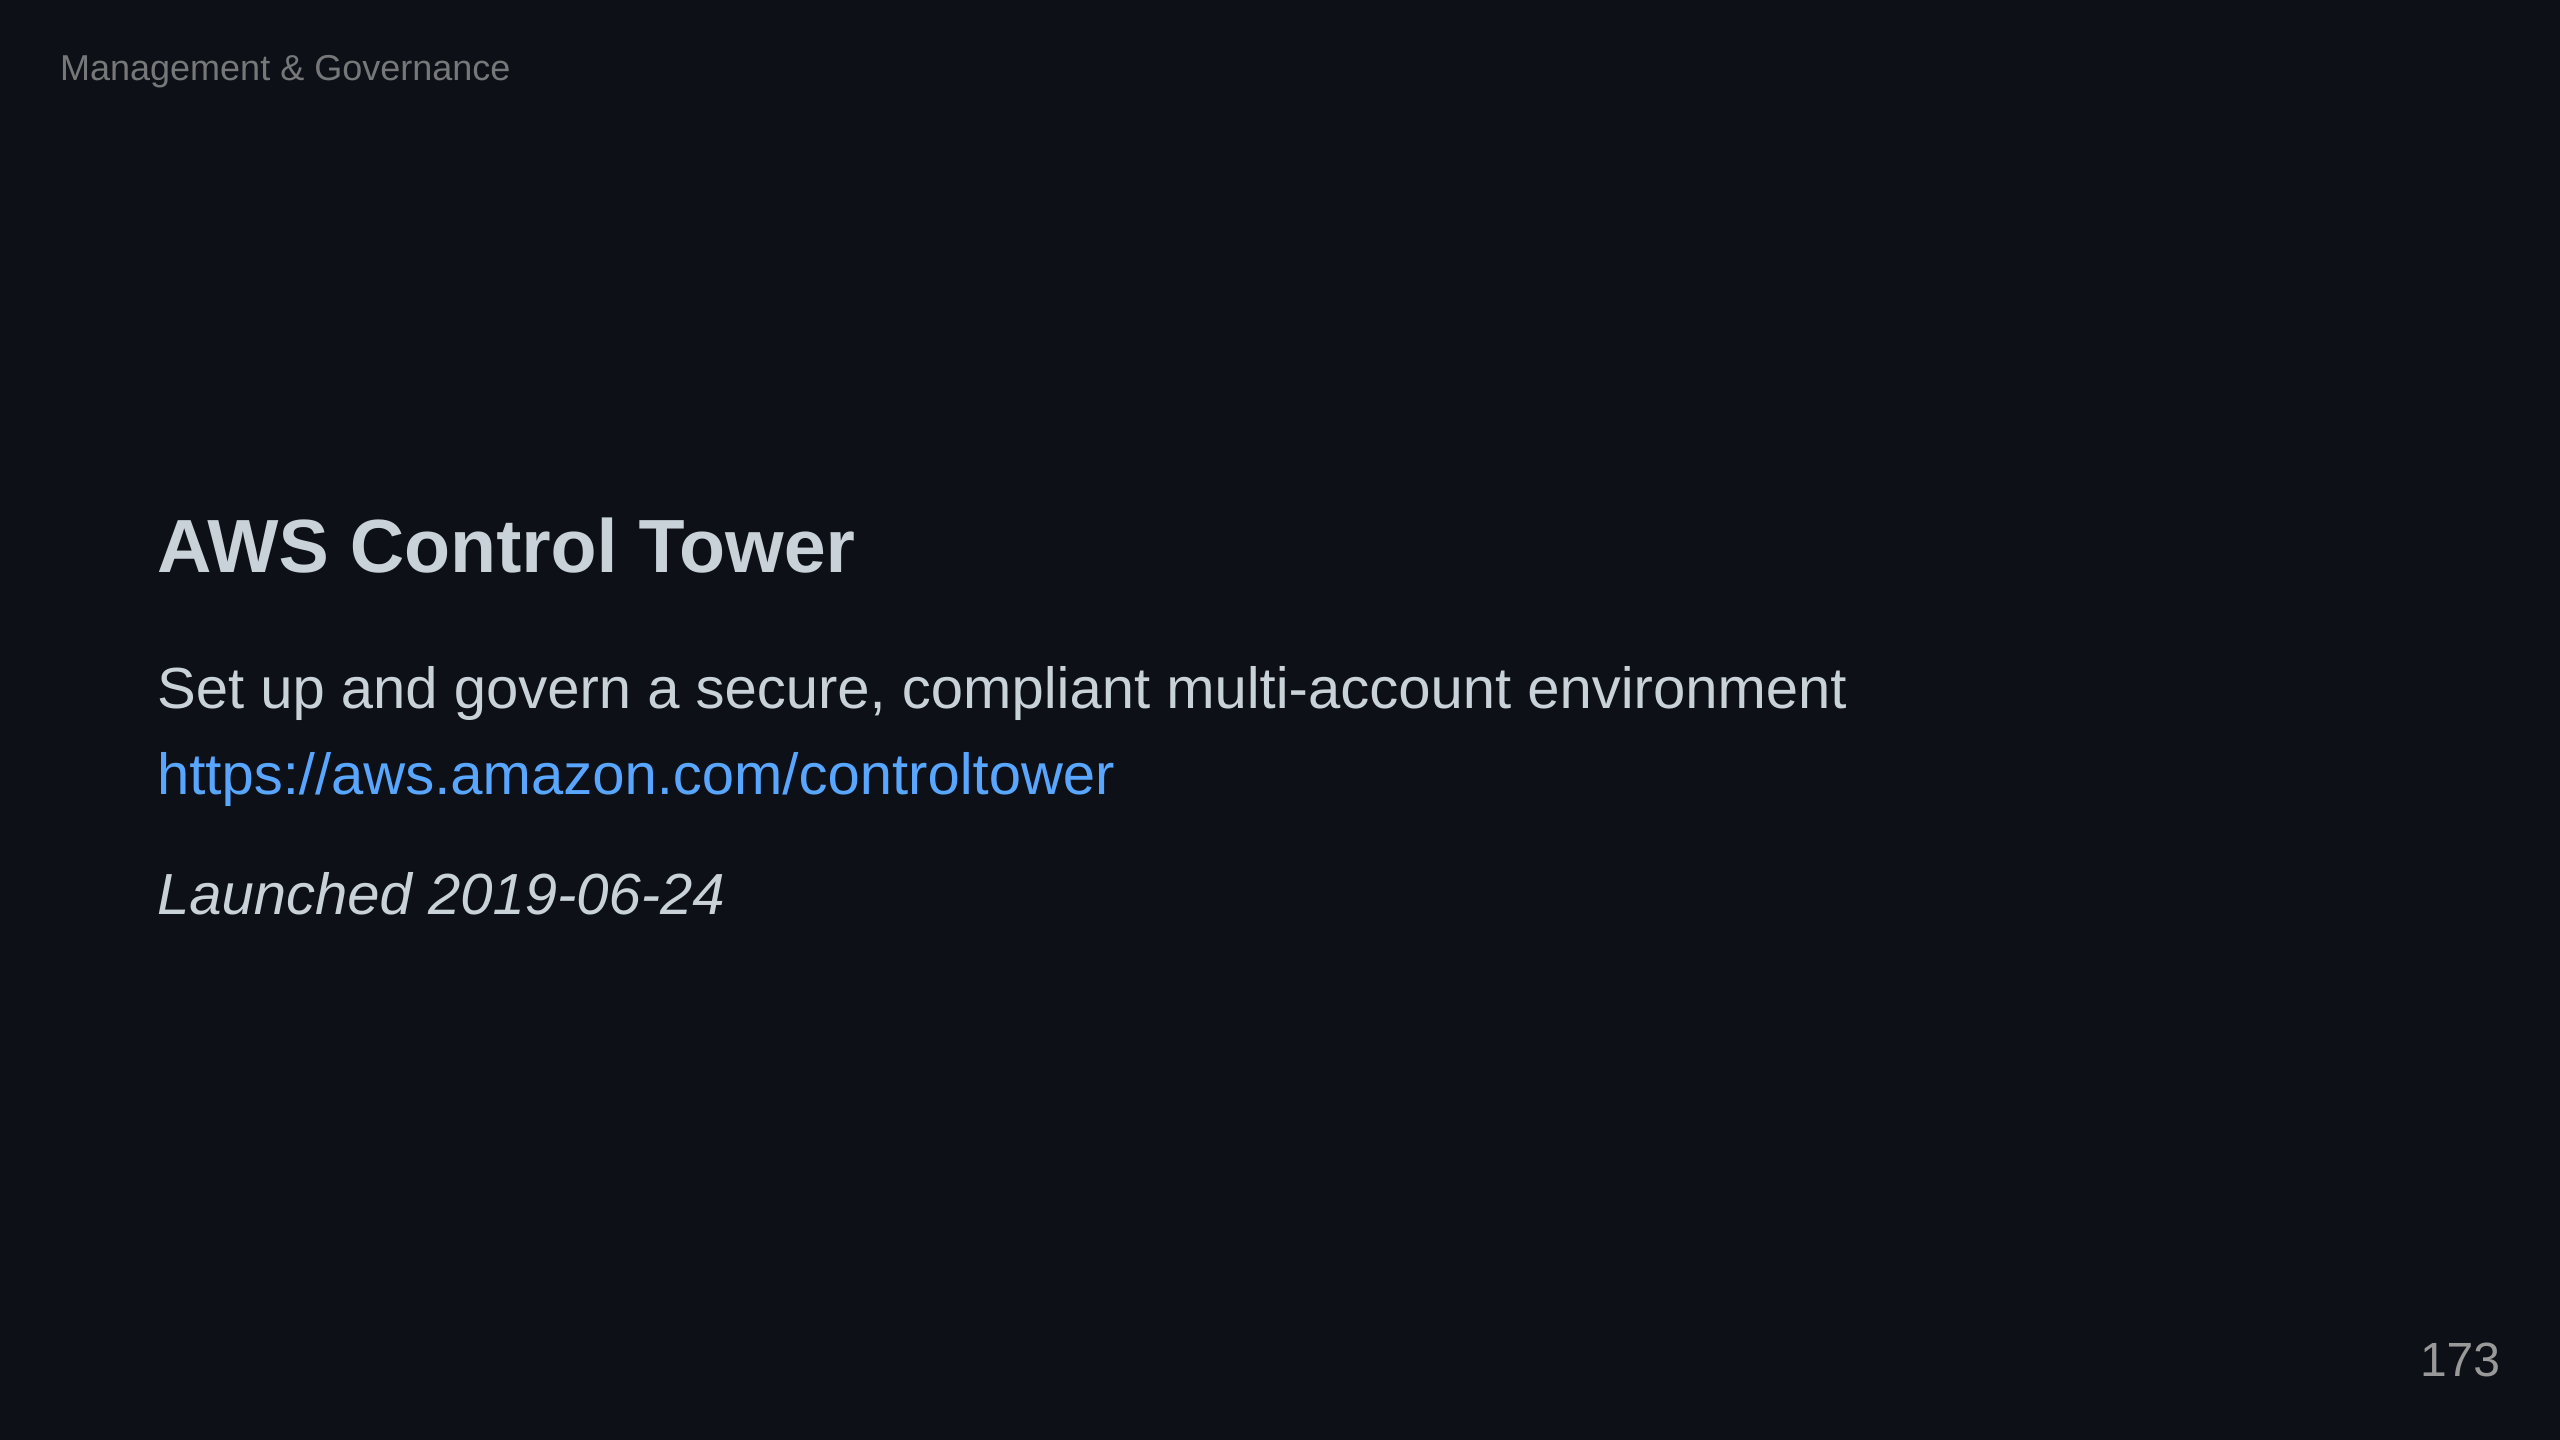 Management & Governance
AWS Control Tower
Set up and govern a secure, compliant multi-account environment
https://aws.amazon.com/controltower
Launched 2019-06-24
173